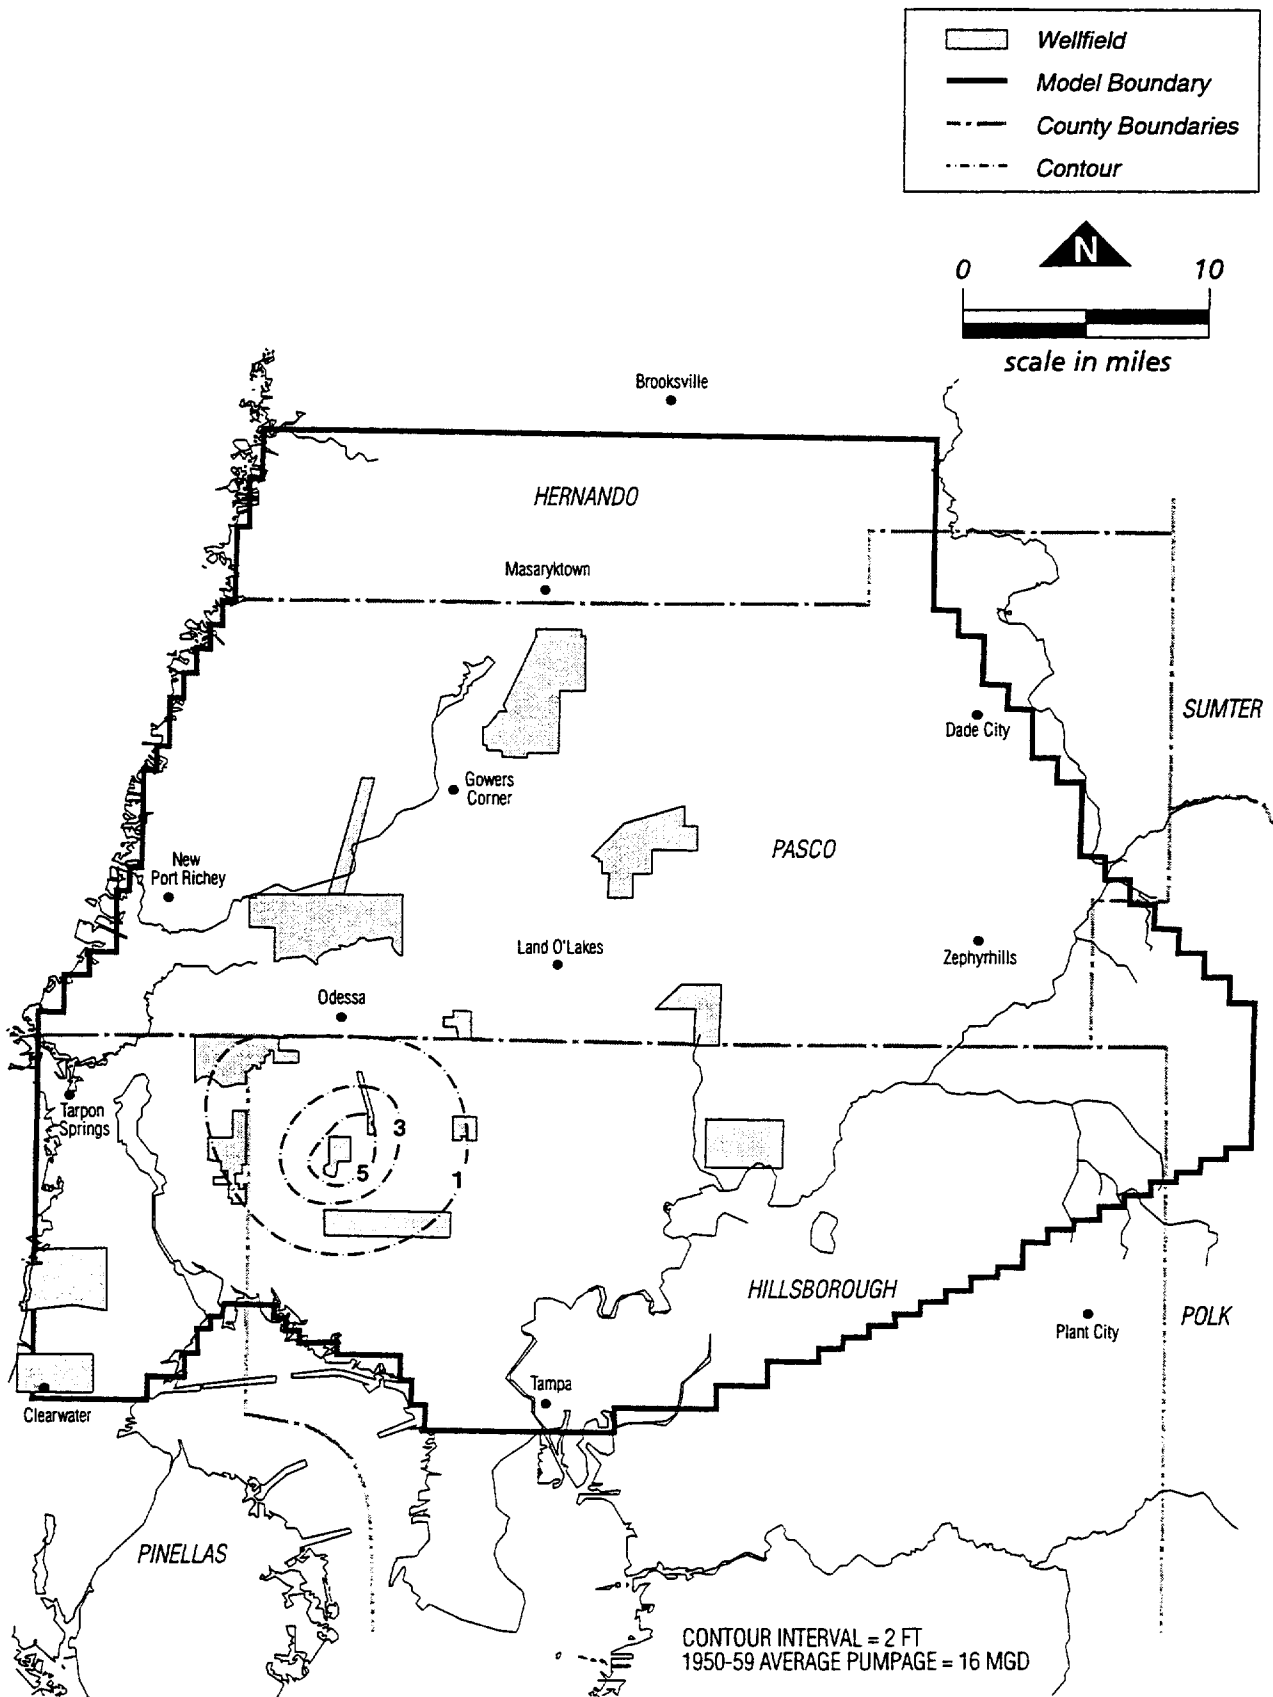 Wellfield
Model Boundary
County Boundaries
Contour
N
0 10
scale in miles
Brooksville
HERNANDO
Masaryktown
SUMTER
Dade City
Gowers
Corner
PASCO
New
Port Richey
Land O'Lakes
Zephyrhills
Odessa
Tarpon
Springs
3
1
5
1
HILLSBOROUGH
Plant City
POLK
Tampa
Clearwater
PINELLAS
CONTOUR INTERVAL = 2 FT
1950-59 AVERAGE PUMPAGE = 16 MGD